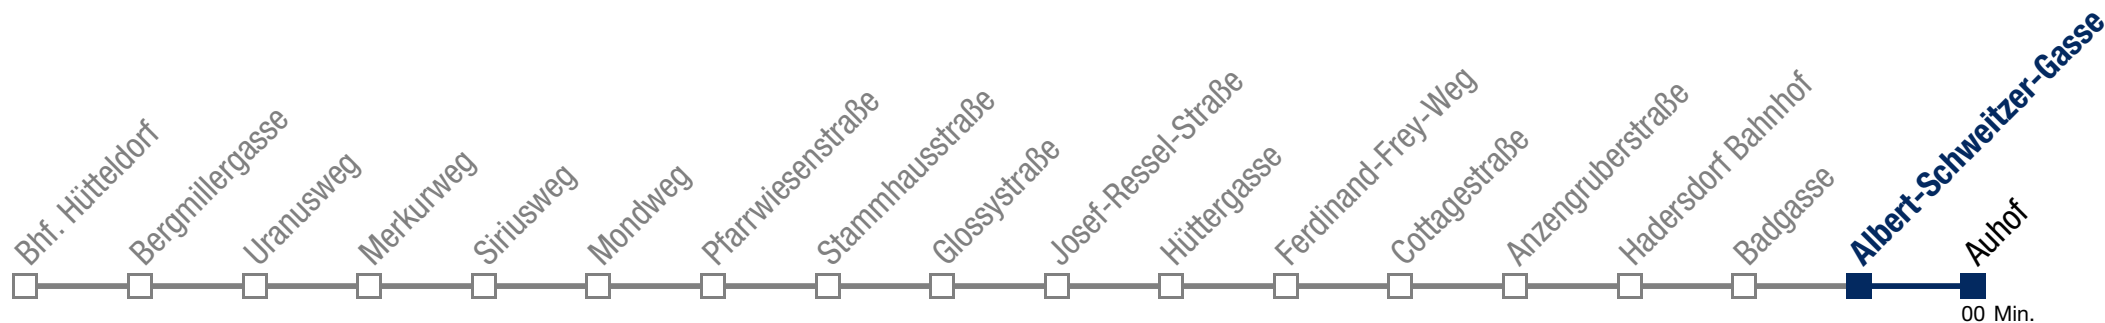 Bhf. Hütteldorf
Bergmillergasse
Uranusweg
Merkurweg
Siriusweg
Mondweg
Pfarrwiesenstraße
Stammhausstraße
Glossystraße
Josef-Ressel-Straße
Hüttergasse
Ferdinand-Frey-Weg
Cottagestraße
Anzengruberstraße
Hadersdorf Bahnhof
Badgasse
Albert-Schweitzer-Gasse
Auhof
00 Min.